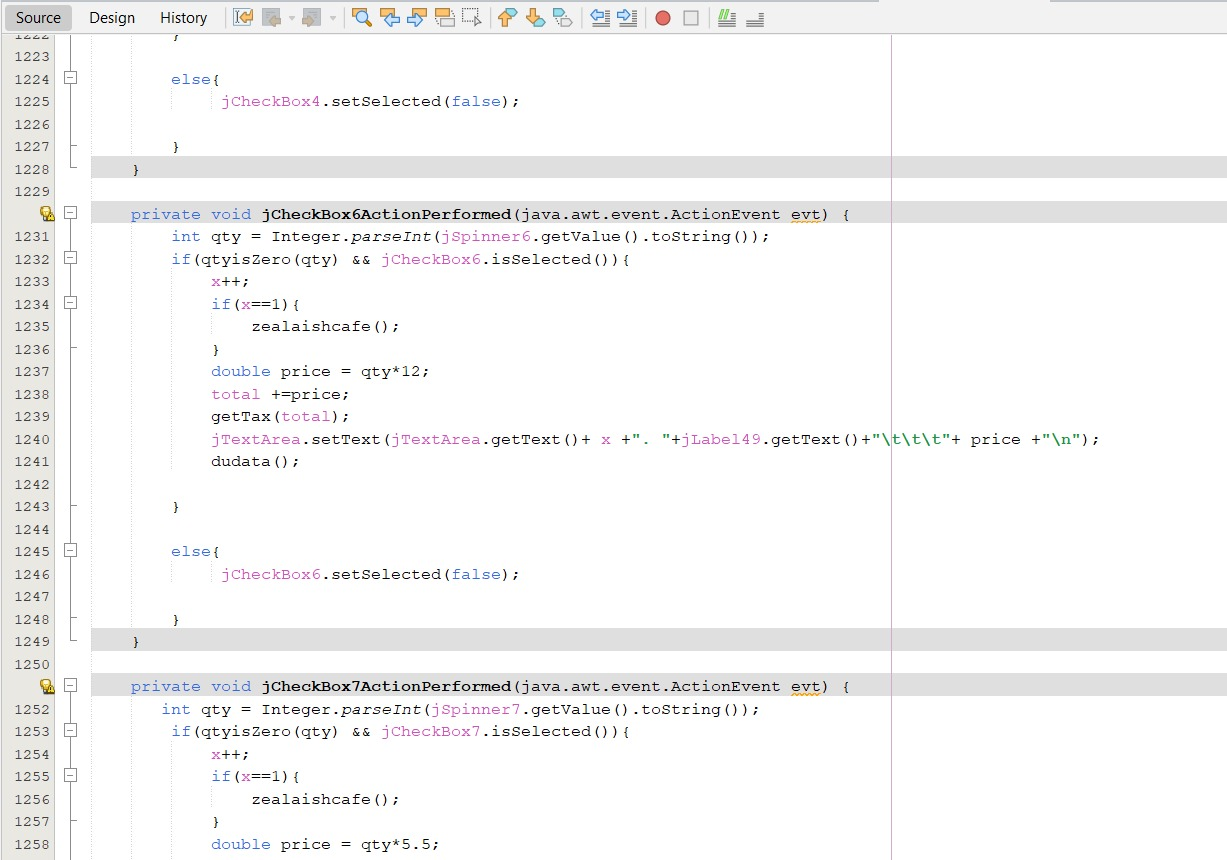 Source Design History
1222 }
1223
1224 else{
1225 jCheckBox4.setSelected(false);
1226
1227 }
1228 }
1229
private void jCheckBox6ActionPerformed(java.awt.event.ActionEvent evt) {
1231 int qty = Integer.parseInt(jSpinner6.getValue().toString());
1232 if(qtyisZero(qty) && jCheckBox6.isSelected()){
1233 x++;
1234 if(x==1){
1235 zealaishcafe();
1236 }
1237 double price = qty*12;
1238 total +=price;
1239 getTax(total);
1240 jTextArea.setText(jTextArea.getText()+ x +". "+jLabel49.getText()+"\t\t\t"+ price +"\n");
1241 dudata();
1242
1243 }
1244
1245 else{
1246 jCheckBox6.setSelected(false);
1247
1248 }
1249 }
1250
private void jCheckBox7ActionPerformed(java.awt.event.ActionEvent evt) {
1252 int qty = Integer.parseInt(jSpinner7.getValue().toString());
1253 if(qtyisZero(qty) && jCheckBox7.isSelected()){
1254 x++;
1255 if(x==1){
1256 zealaishcafe();
1257 }
1258 double price = qty*5.5;